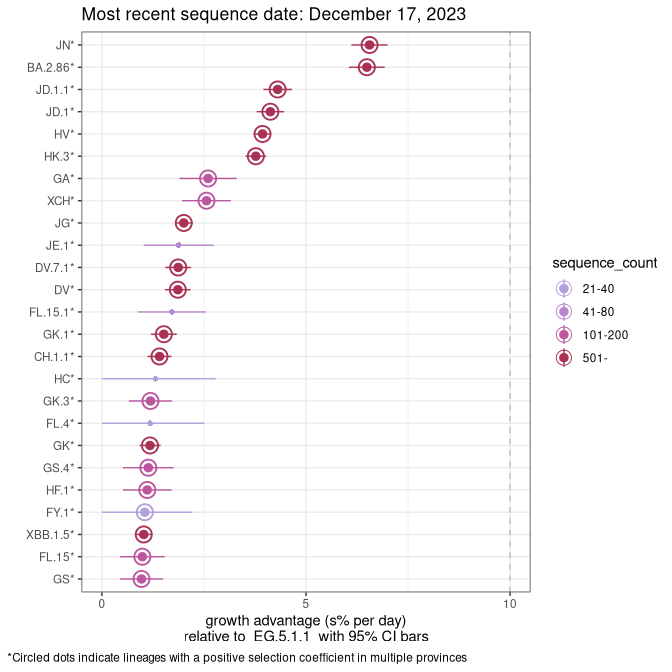 Most recent sequence date: December 17, 2023
JN*
BA.2.86*
JD.1.1*
JD.1*
HV*
HK.3*
GA*
XCH*
JG*
JE.1*
DV.7.1*
DV*
FL.15.1*
GK.1*
CH.1.1*
HC*
GK.3*
FL.4*
GK*
GS.4*
HF.1*
FY.1*
XBB.1.5*
FL.15*
GS*
0 5 10
growth advantage (s% per day)
relative to EG.5.1.1 with 95% CI bars
sequence_count
21-40
41-80
101-200
501-
*Circled dots indicate lineages with a positive selection coefficient in multiple provinces